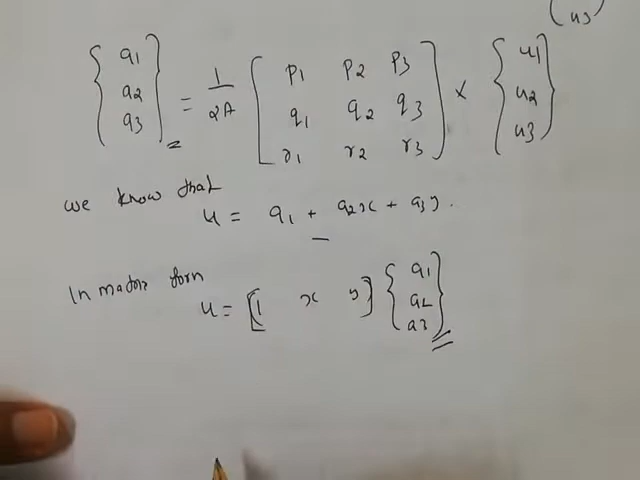 u3
{a1 a2 a3} = 1/2A [p1 p2 p3 q1 q2 q3 r1 r2 r3] × {u1 u2 u3}
we know that
u = a1 + a2x + a3y.
In matrix form
u = [1 x y] {a1 a2 a3}